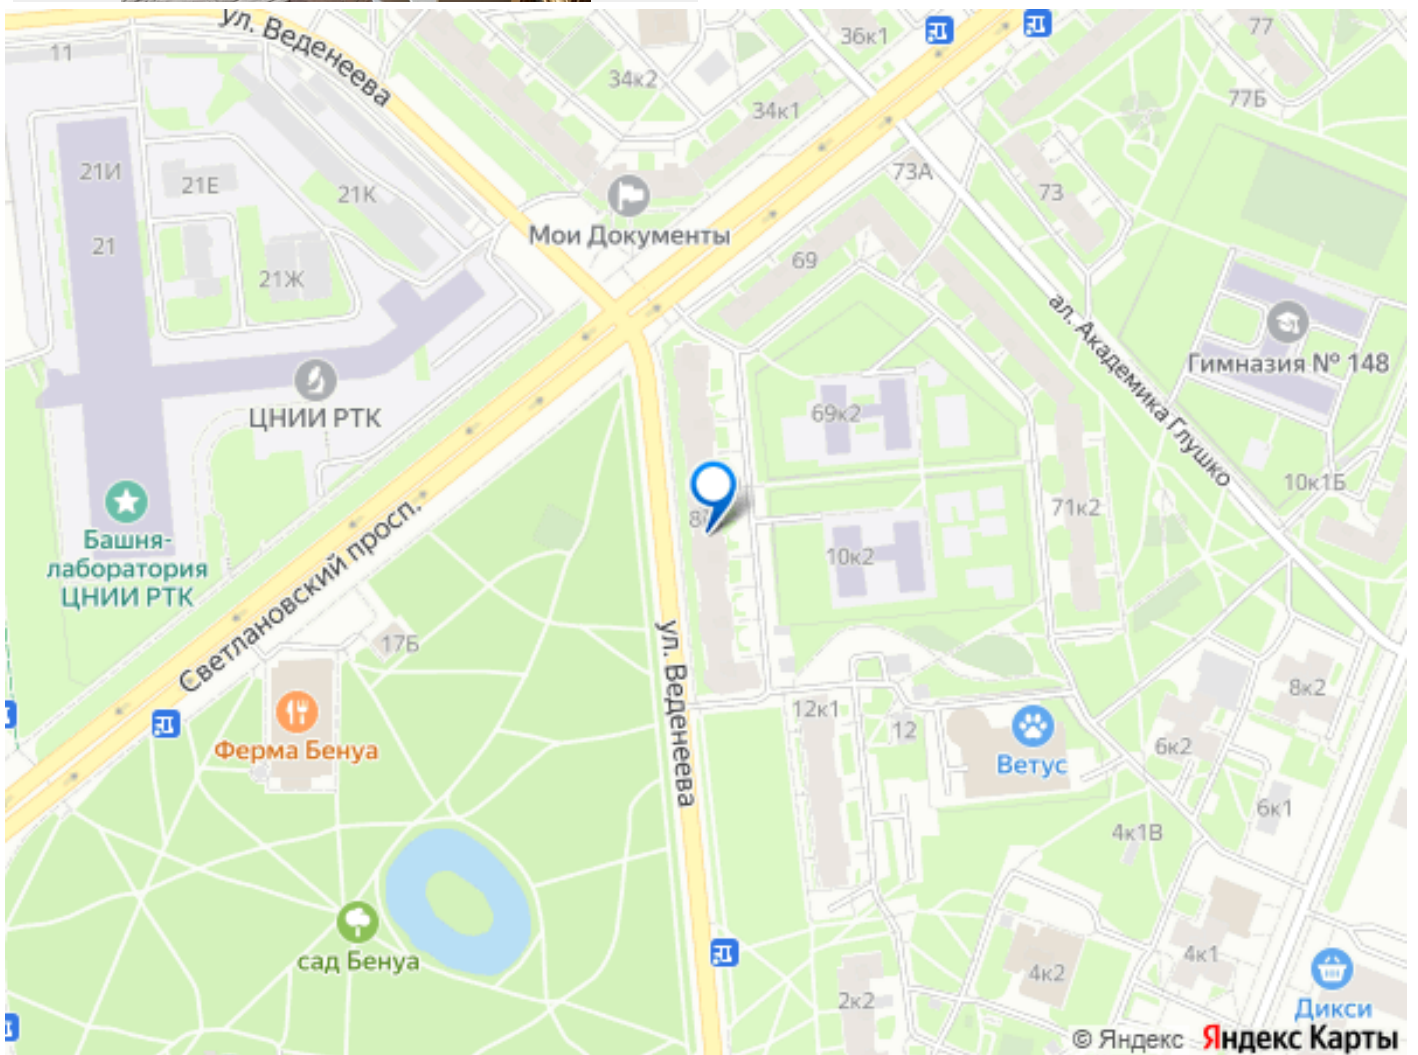 ул. Веденеева
11
36к1
77
34к2
77Б
34к1
21И
21Е
21К
73А
73
Мои Документы
21
69
21Ж
ал. Академика Глушко
Гимназия № 148
ЦНИИ РТК
69к2
10к1Б
71к2
Башня-
лаборатория
ЦНИИ РТК
Светлановский просп.
10к2
17Б
ул. Веденеева
8к2
12к1
12
Ферма Бенуа
Ветус
6к2
6к1
4к1В
сад Бенуа
4к1
4к2
2к2
Дикси
© Яндекс Яндекс Карты